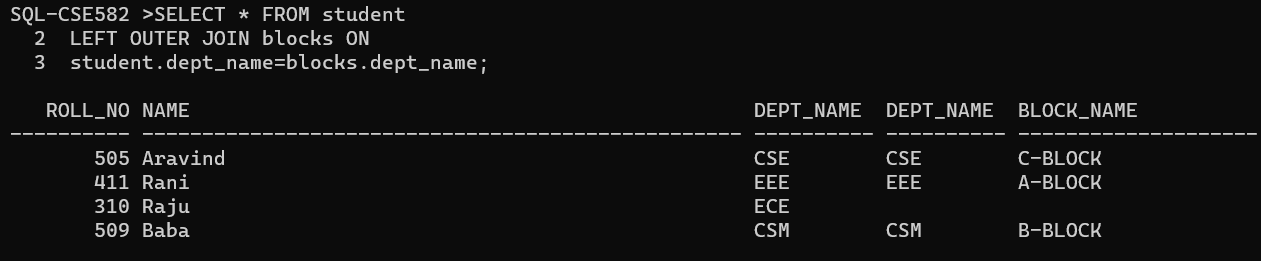 SQL-CSE582 >SELECT * FROM student
  2  LEFT OUTER JOIN blocks ON
  3  student.dept_name=blocks.dept_name;

   ROLL_NO NAME                                               DEPT_NAME  DEPT_NAME  BLOCK_NAME
---------- -------------------------------------------------- ---------- ---------- --------------------
       505 Aravind                                            CSE        CSE        C-BLOCK
       411 Rani                                               EEE        EEE        A-BLOCK
       310 Raju                                               ECE
       509 Baba                                               CSM        CSM        B-BLOCK